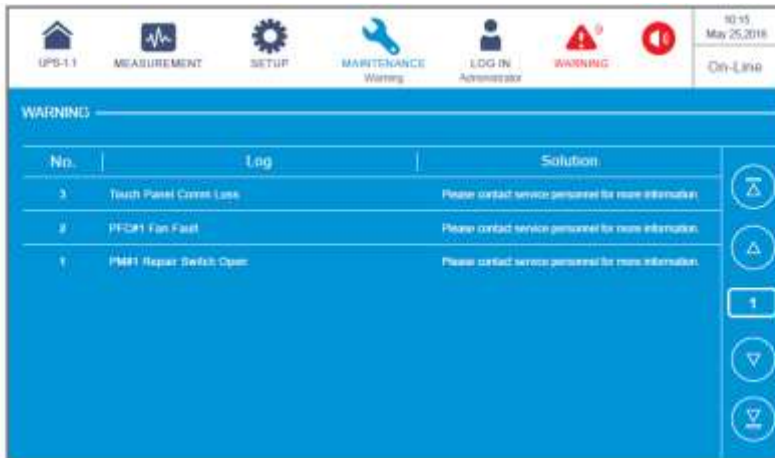 10:15
May 25,2018
UPS-1.1 MEASUREMENT SETUP MAINTENANCE LOG IN WARNING
Warning Administrator
On-Line
WARNING
No. Log Solution
3 Touch Panel Comm Loss Please contact service personnel for more information
2 PFC#1 Fan Fault Please contact service personnel for more information
1 PM#1 Repair Switch Open Please contact service personnel for more information
1